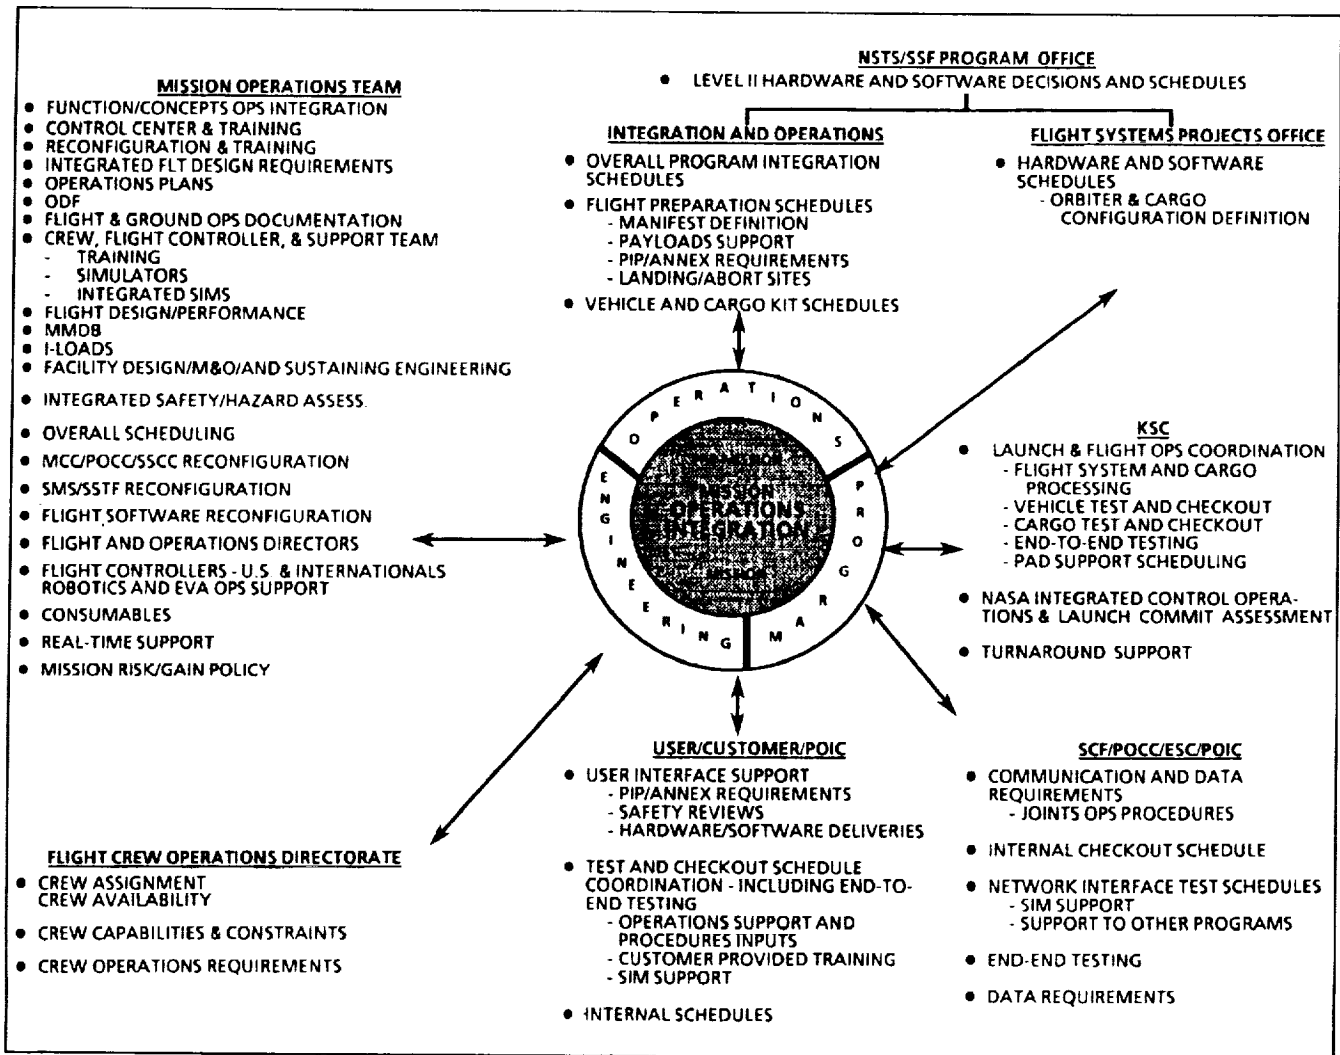 MISSION OPERATIONS TEAM
● FUNCTION/CONCEPTS OPS INTEGRATION
● CONTROL CENTER & TRAINING
● RECONFIGURATION & TRAINING
● INTEGRATED FLT DESIGN REQUIREMENTS
● OPERATIONS PLANS
● ODF
● FLIGHT & GROUND OPS DOCUMENTATION
● CREW, FLIGHT CONTROLLER, & SUPPORT TEAM
- TRAINING
- SIMULATORS
- INTEGRATED SIMS
● FLIGHT DESIGN/PERFORMANCE
● MMDB
● I-LOADS
● FACILITY DESIGN/M&O/AND SUSTAINING ENGINEERING
● INTEGRATED SAFETY/HAZARD ASSESS.
● OVERALL SCHEDULING
● MCC/POCC/SSCC RECONFIGURATION
● SMS/SSTF RECONFIGURATION
● FLIGHT SOFTWARE RECONFIGURATION
● FLIGHT AND OPERATIONS DIRECTORS
● FLIGHT CONTROLLERS - U.S. & INTERNATIONALS
ROBOTICS AND EVA OPS SUPPORT
● CONSUMABLES
● REAL-TIME SUPPORT
● MISSION RISK/GAIN POLICY
NSTS/SSF PROGRAM OFFICE
● LEVEL II HARDWARE AND SOFTWARE DECISIONS AND SCHEDULES
INTEGRATION AND OPERATIONS
● OVERALL PROGRAM INTEGRATION
SCHEDULES
● FLIGHT PREPARATION SCHEDULES
- MANIFEST DEFINITION
- PAYLOADS SUPPORT
- PIP/ANNEX REQUIREMENTS
- LANDING/ABORT SITES
● VEHICLE AND CARGO KIT SCHEDULES
FLIGHT SYSTEMS PROJECTS OFFICE
● HARDWARE AND SOFTWARE
SCHEDULES
- ORBITER & CARGO
CONFIGURATION DEFINITION
OPERATIONS
PROGRAM
ENGINEERING
MISSION
OPERATIONS
INTEGRATION
MISSION
KSC
● LAUNCH & FLIGHT OPS COORDINATION
- FLIGHT SYSTEM AND CARGO
PROCESSING
- VEHICLE TEST AND CHECKOUT
- CARGO TEST AND CHECKOUT
- END-TO-END TESTING
- PAD SUPPORT SCHEDULING
● NASA INTEGRATED CONTROL OPERA-
TIONS & LAUNCH COMMIT ASSESSMENT
● TURNAROUND SUPPORT
FLIGHT CREW OPERATIONS DIRECTORATE
● CREW ASSIGNMENT
CREW AVAILABILITY
● CREW CAPABILITIES & CONSTRAINTS
● CREW OPERATIONS REQUIREMENTS
USER/CUSTOMER/POIC
● USER INTERFACE SUPPORT
- PIP/ANNEX REQUIREMENTS
- SAFETY REVIEWS
- HARDWARE/SOFTWARE DELIVERIES
● TEST AND CHECKOUT SCHEDULE
COORDINATION - INCLUDING END-TO-
END TESTING
- OPERATIONS SUPPORT AND
PROCEDURES INPUTS
- CUSTOMER PROVIDED TRAINING
- SIM SUPPORT
● INTERNAL SCHEDULES
SCF/POCC/ESC/POIC
● COMMUNICATION AND DATA
REQUIREMENTS
- JOINTS OPS PROCEDURES
● INTERNAL CHECKOUT SCHEDULE
● NETWORK INTERFACE TEST SCHEDULES
- SIM SUPPORT
- SUPPORT TO OTHER PROGRAMS
● END-END TESTING
● DATA REQUIREMENTS